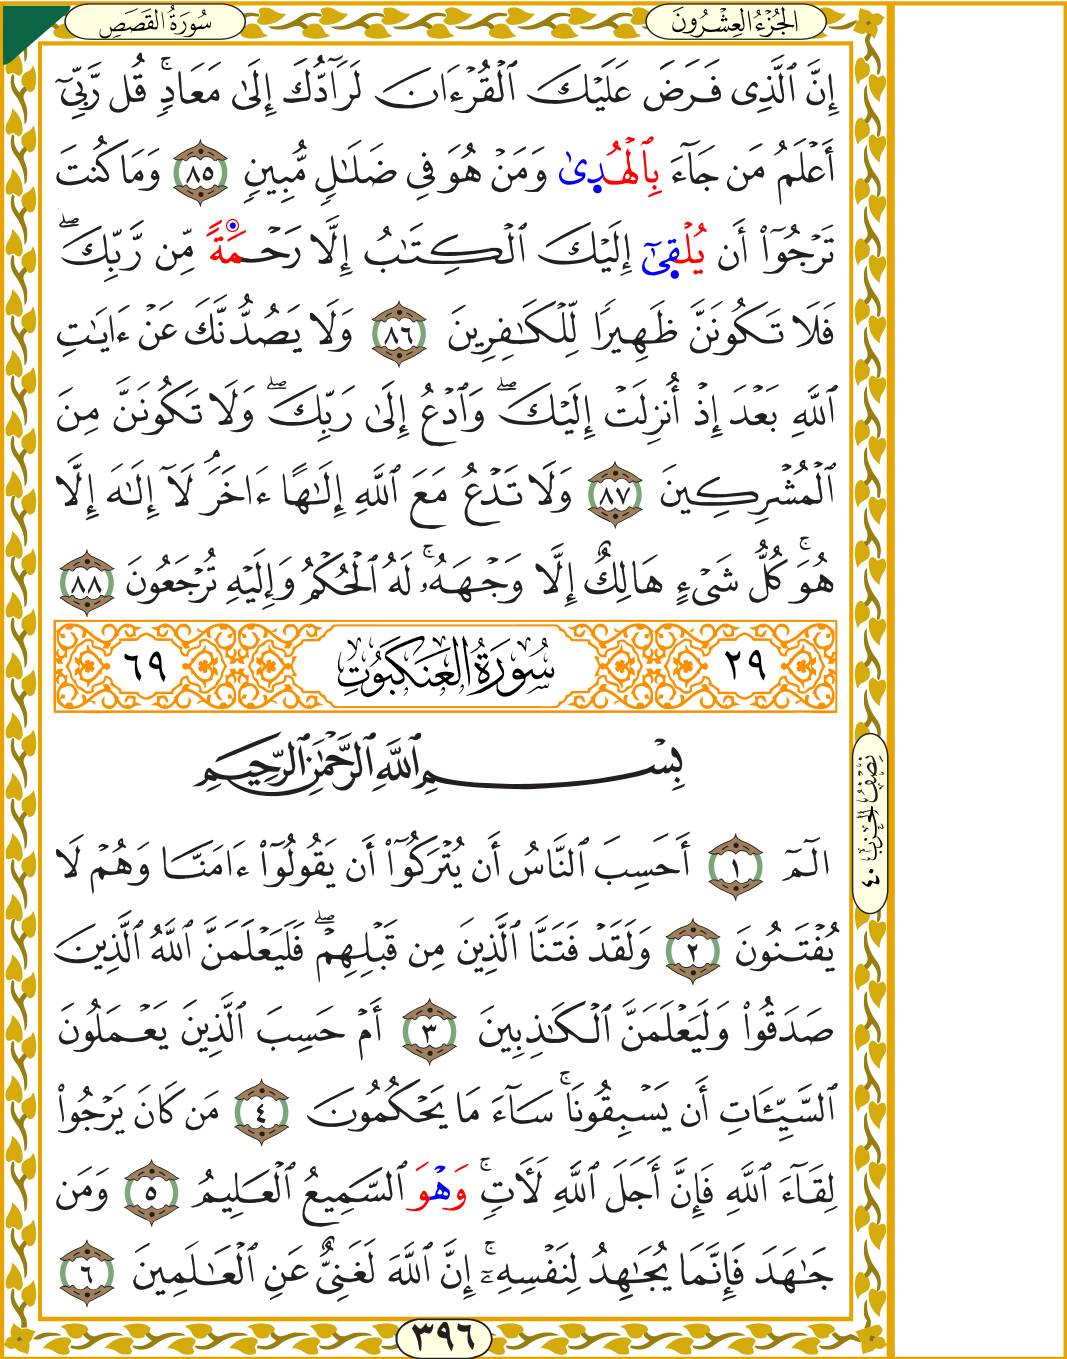 سُورَةُ القَصَصِ
الجُزْءُ العِشْرُونَ
إِنَّ ٱلَّذِى فَرَضَ عَلَيْكَ ٱلْقُرْءَانَ لَرَآدُّكَ إِلَىٰ مَعَادٍۢ ۚ قُل رَّبِّىٓ
أَعْلَمُ مَن جَآءَ بِٱلْهُدِىٰ وَمَنْ هُوَ فِى ضَلَـٰلٍۢ مُّبِينٍۢ ٨٥ وَمَا كُنتَ
تَرْجُوٓا۟ أَن يُلْقِىٰٓ إِلَيْكَ ٱلْكِتَـٰبُ إِلَّا رَحْمَةًۭ مِّن رَّبِّكَ ۖ
فَلَا تَكُونَنَّ ظَهِيرًۭا لِّلْكَـٰفِرِينَ ٨٦ وَلَا يَصُدُّنَّكَ عَنْ ءَايَـٰتِ
ٱللَّهِ بَعْدَ إِذْ أُنزِلَتْ إِلَيْكَ ۖ وَٱدْعُ إِلَىٰ رَبِّكَ ۖ وَلَا تَكُونَنَّ مِنَ
ٱلْمُشْرِكِينَ ٨٧ وَلَا تَدْعُ مَعَ ٱللَّهِ إِلَـٰهًا ءَاخَرَ ۘ لَآ إِلَـٰهَ إِلَّا
هُوَ ۚ كُلُّ شَىْءٍ هَالِكٌ إِلَّا وَجْهَهُۥ ۚ لَهُ ٱلْحُكْمُ وَإِلَيْهِ تُرْجَعُونَ ٨٨
٢٩ سُورَةُ العَنكَبُوتِ ٦٩
بِسْمِ ٱللَّهِ ٱلرَّحْمَـٰنِ ٱلرَّحِيمِ
الٓمٓ ١ أَحَسِبَ ٱلنَّاسُ أَن يُتْرَكُوٓا۟ أَن يَقُولُوٓا۟ ءَامَنَّا وَهُمْ لَا
يُفْتَنُونَ ٢ وَلَقَدْ فَتَنَّا ٱلَّذِينَ مِن قَبْلِهِمْ ۖ فَلَيَعْلَمَنَّ ٱللَّهُ ٱلَّذِينَ
صَدَقُوا۟ وَلَيَعْلَمَنَّ ٱلْكَـٰذِبِينَ ٣ أَمْ حَسِبَ ٱلَّذِينَ يَعْمَلُونَ
ٱلسَّيِّـَٔاتِ أَن يَسْبِقُونَا ۚ سَآءَ مَا يَحْكُمُونَ ٤ مَن كَانَ يَرْجُوا۟
لِقَآءَ ٱللَّهِ فَإِنَّ أَجَلَ ٱللَّهِ لَـَٔاتٍۢ ۚ وَهْوَ ٱلسَّمِيعُ ٱلْعَلِيمُ ٥ وَمَن
جَـٰهَدَ فَإِنَّمَا يُجَـٰهِدُ لِنَفْسِهِۦٓ ۚ إِنَّ ٱللَّهَ لَغَنِىٌّ عَنِ ٱلْعَـٰلَمِينَ ٦
نِصْفُ الحِزْبِ ٤٠
٣٩٦